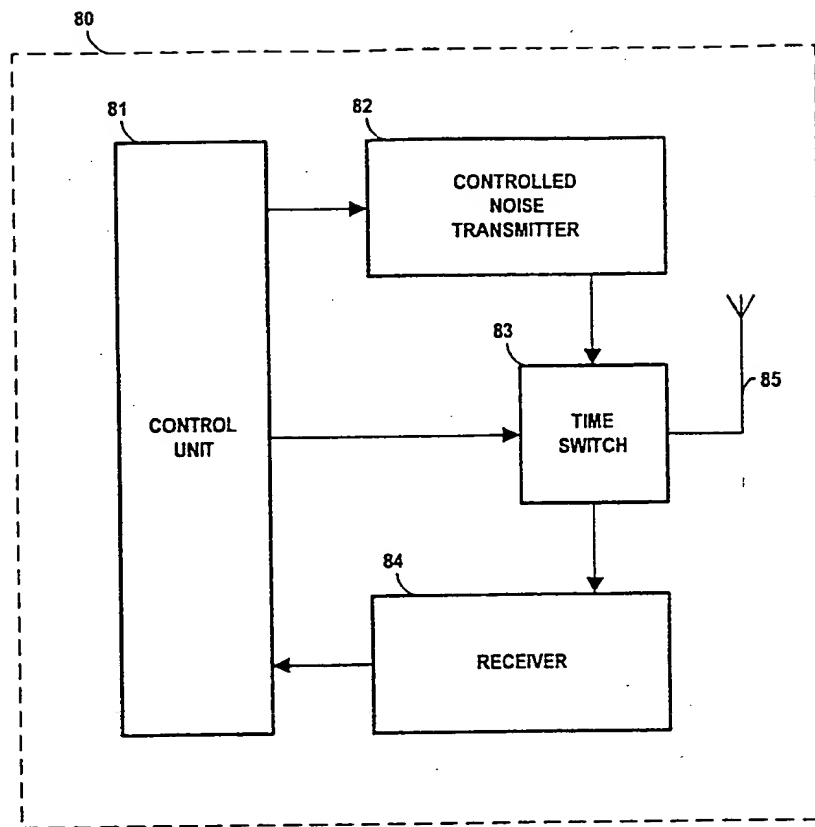 80
81
82
CONTROLLED
NOISE
TRANSMITTER
83
85
CONTROL
UNIT
TIME
SWITCH
84
RECEIVER